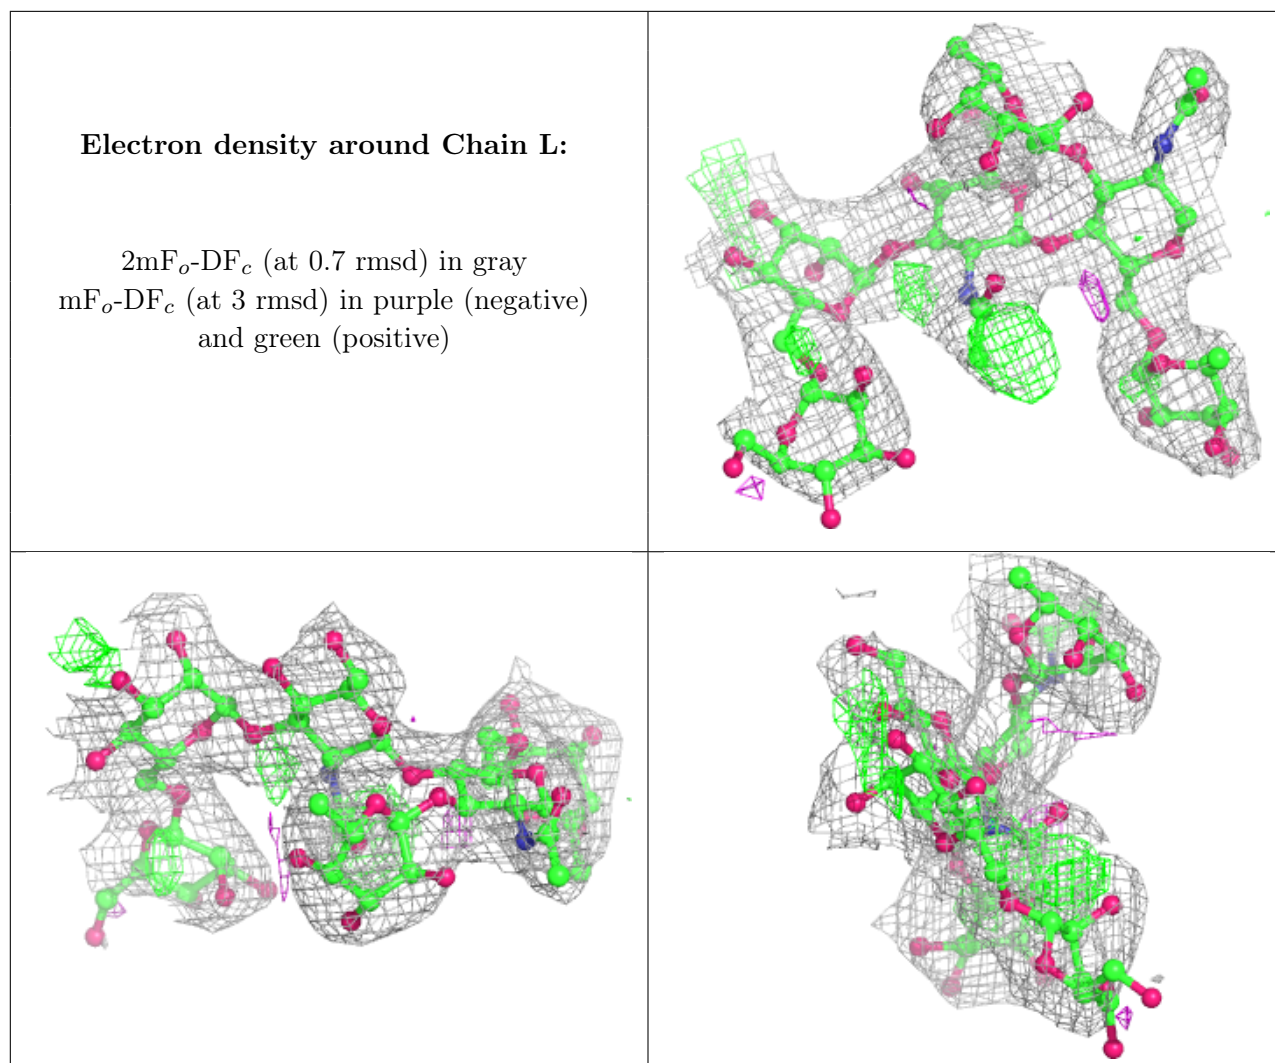 Electron density around Chain L:
2mFₒ-DF𝒸 (at 0.7 rmsd) in gray
mFₒ-DF𝒸 (at 3 rmsd) in purple (negative)
and green (positive)